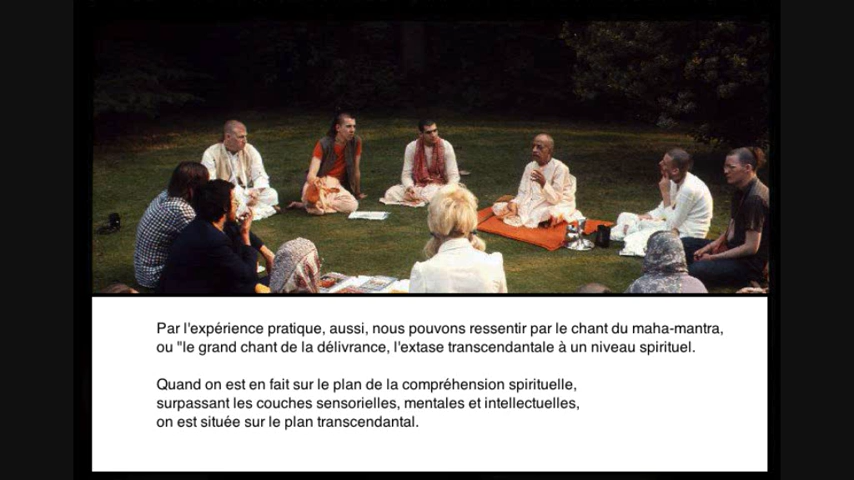 Par l'expérience pratique, aussi, nous pouvons ressentir par le chant du maha-mantra,
ou "le grand chant de la délivrance, l'extase transcendantale à un niveau spirituel.
Quand on est en fait sur le plan de la compréhension spirituelle,
surpassant les couches sensorielles, mentales et intellectuelles,
on est située sur le plan transcendantal.